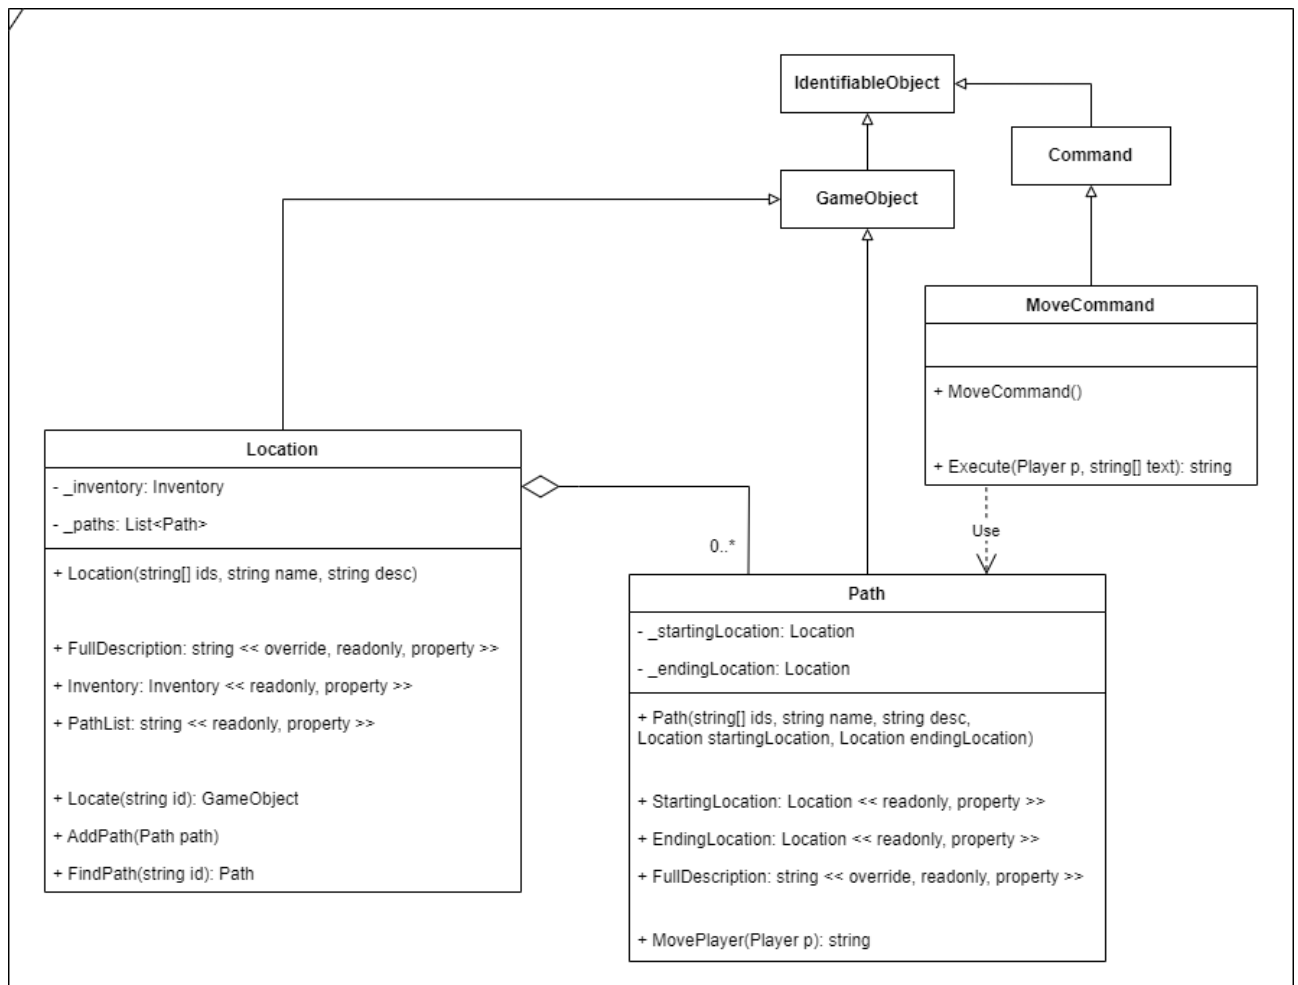 IdentifiableObject
Command
GameObject
MoveCommand
+ MoveCommand()
+ Execute(Player p, string[] text): string
Location
- _inventory: Inventory
- _paths: List<Path>
+ Location(string[] ids, string name, string desc)
+ FullDescription: string << override, readonly, property >>
+ Inventory: Inventory << readonly, property >>
+ PathList: string << readonly, property >>
+ Locate(string id): GameObject
+ AddPath(Path path)
+ FindPath(string id): Path
0..*
Use
Path
- _startingLocation: Location
- _endingLocation: Location
+ Path(string[] ids, string name, string desc,
Location startingLocation, Location endingLocation)
+ StartingLocation: Location << readonly, property >>
+ EndingLocation: Location << readonly, property >>
+ FullDescription: string << override, readonly, property >>
+ MovePlayer(Player p): string